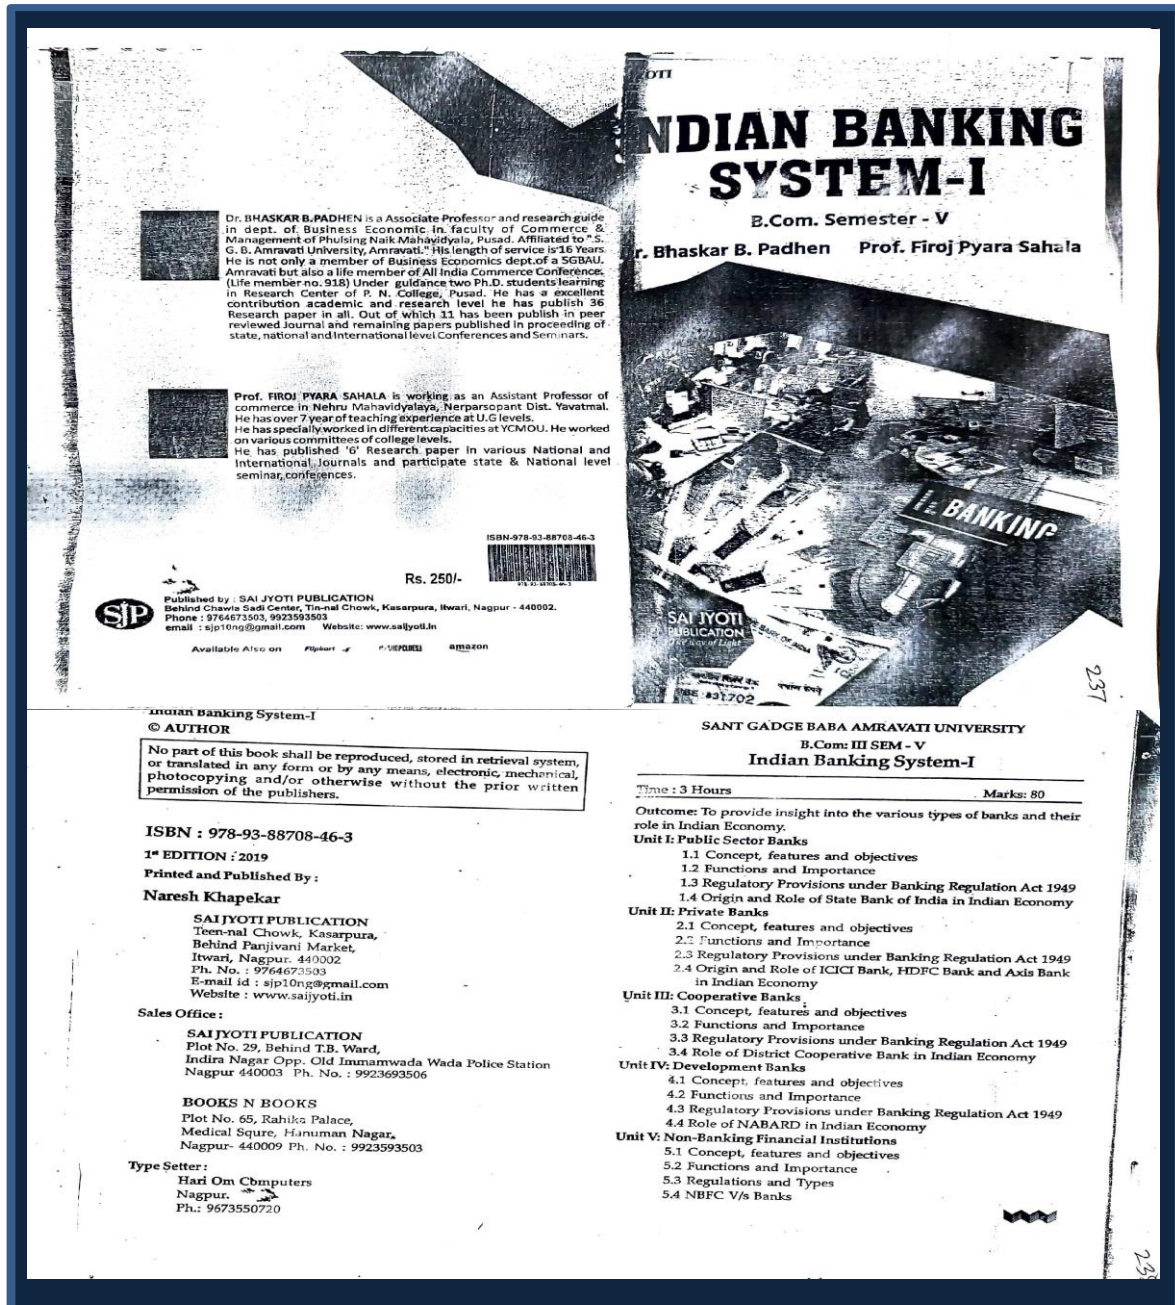 Dr. BHASKAR B.PADHEN is a Associate Professor and research guide
in dept. of Business Economic in faculty of Commerce &
Management of Phulsing Naik Mahavidyala, Pusad. Affiliated to "S.
G. B. Amravati University, Amravati." His length of service is 16 Years
He is not only a member of Business Economics dept.of a SGBAU.
Amravati but also a life member of All India Commerce Conference.
(Life member no. 918) Under guidance two Ph.D. students learning
in Research Center of P. N. College, Pusad. He has a excellent
contribution academic and research level he has publish 36
Research paper in all. Out of which 11 has been publish in peer
reviewed Journal and remaining papers published in proceeding of
state, national and International level Conferences and Seminars.
Prof. FIROJ PYARA SAHALA is working as an Assistant Professor of
commerce in Nehru Mahavidyalaya, Nerparsopant Dist. Yavatmal.
He has over 7 year of teaching experience at U.G levels.
He has specially worked in different capacities at YCMOU. He worked
on various committees of college levels.
He has published '6' Research paper in various National and
International Journals and participate state & National level
seminar, conferences.
ISBN-978-93-88708-46-3
978-93-88708-46-3
Rs. 250/-
SJP
Published by : SAI JYOTI PUBLICATION
Behind Chawla Sadi Center, Tin-nal Chowk, Kasarpura, Itwari, Nagpur - 440002.
Phone : 9764673503, 9923593503
email : sjp10ng@gmail.com Website: www.saijyoti.in
Available Also on Flipkart SHOPCLUES amazon
YOTI
INDIAN BANKING
SYSTEM-I
B.Com. Semester - V
r. Bhaskar B. Padhen Prof. Firoj Pyara Sahala
BANKING
SAI JYOTI
PUBLICATION
The way of Light
831702
237
Indian Banking System-I
© AUTHOR
No part of this book shall be reproduced, stored in retrieval system,
or translated in any form or by any means, electronic, mechanical,
photocopying and/or otherwise without the prior written
permission of the publishers.
ISBN : 978-93-88708-46-3
1st EDITION : 2019
Printed and Published By :
Naresh Khapekar
SAI JYOTI PUBLICATION
Teen-nal Chowk, Kasarpura,
Behind Panjivani Market,
Itwari, Nagpur. 440002
Ph. No. : 9764673503
E-mail id : sjp10ng@gmail.com
Website : www.saijyoti.in
Sales Office :
SAI JYOTI PUBLICATION
Plot No. 29, Behind T.B. Ward,
Indira Nagar Opp. Old Immamwada Wada Police Station
Nagpur 440003 Ph. No. : 9923693506
BOOKS N BOOKS
Plot No. 65, Rahika Palace,
Medical Squre, Hanuman Nagar,
Nagpur- 440009 Ph. No. : 9923593503
Type Setter :
Hari Om Computers
Nagpur.
Ph.: 9673550720
SANT GADGE BABA AMRAVATI UNIVERSITY
B.Com: III SEM - V
Indian Banking System-I
Time : 3 Hours Marks: 80
Outcome: To provide insight into the various types of banks and their
role in Indian Economy.
Unit I: Public Sector Banks
1.1 Concept, features and objectives
1.2 Functions and Importance
1.3 Regulatory Provisions under Banking Regulation Act 1949
1.4 Origin and Role of State Bank of India in Indian Economy
Unit II: Private Banks
2.1 Concept, features and objectives
2.2 Functions and Importance
2.3 Regulatory Provisions under Banking Regulation Act 1949
2.4 Origin and Role of ICICI Bank, HDFC Bank and Axis Bank
in Indian Economy
Unit III: Cooperative Banks
3.1 Concept, features and objectives
3.2 Functions and Importance
3.3 Regulatory Provisions under Banking Regulation Act 1949
3.4 Role of District Cooperative Bank in Indian Economy
Unit IV: Development Banks
4.1 Concept, features and objectives
4.2 Functions and Importance
4.3 Regulatory Provisions under Banking Regulation Act 1949
4.4 Role of NABARD in Indian Economy
Unit V: Non-Banking Financial Institutions
5.1 Concept, features and objectives
5.2 Functions and Importance
5.3 Regulations and Types
5.4 NBFC V/s Banks